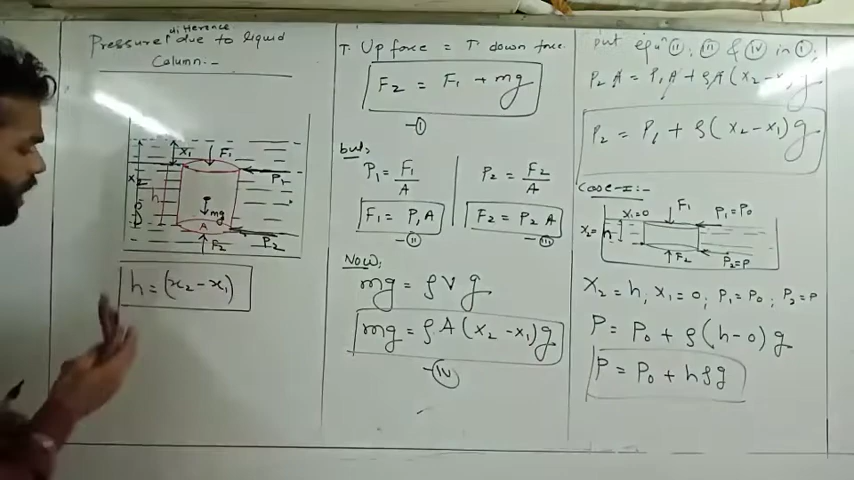 Pressure difference due to liquid
Column:-
x₁
F₁
x₂
P₁
h
mg
A
P₂
F₂
h = (x₂ - x₁)
T. Up force = T. down force.
F₂ = F₁ + mg
-Ⓘ
but,
P₁ = F₁/A
P₂ = F₂/A
F₁ = P₁A
F₂ = P₂A
-Ⓘⓘ
-Ⓘⓘⓘ
Now,
mg = ρVg
mg = ρA(x₂ - x₁)g
-ⒾⓋ
put eqⁿ (ii), (iii) & (iv) in (i),
P₂A = P₁A + ρA(x₂ - x₁)g
P₂ = P₁ + ρ(x₂ - x₁)g
Case-I:-
x₁=0
F₁
P₁=P₀
x₂= h
F₂
P₂=P
x₂ = h, x₁ = 0, P₁ = P₀, P₂ = P
P = P₀ + ρ(h-0)g
P = P₀ + hρg